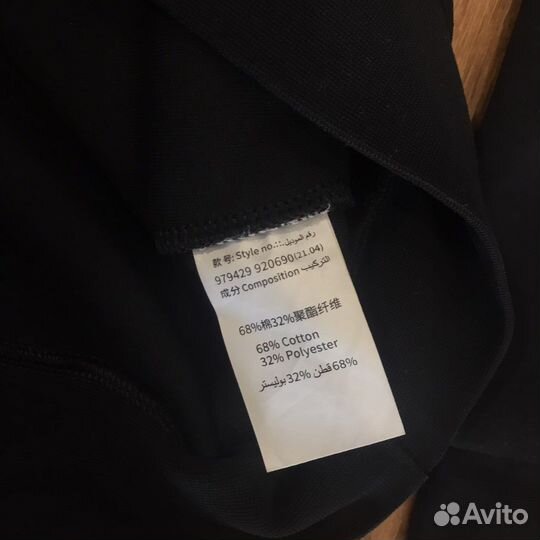 款号: Style no.::.رقم الموديل
979429 920690(21.04)
成分 Composition التركيب
68%棉32%聚酯纤维
68% Cotton
32% Polyester
68% قطن 32% بوليستر
Avito